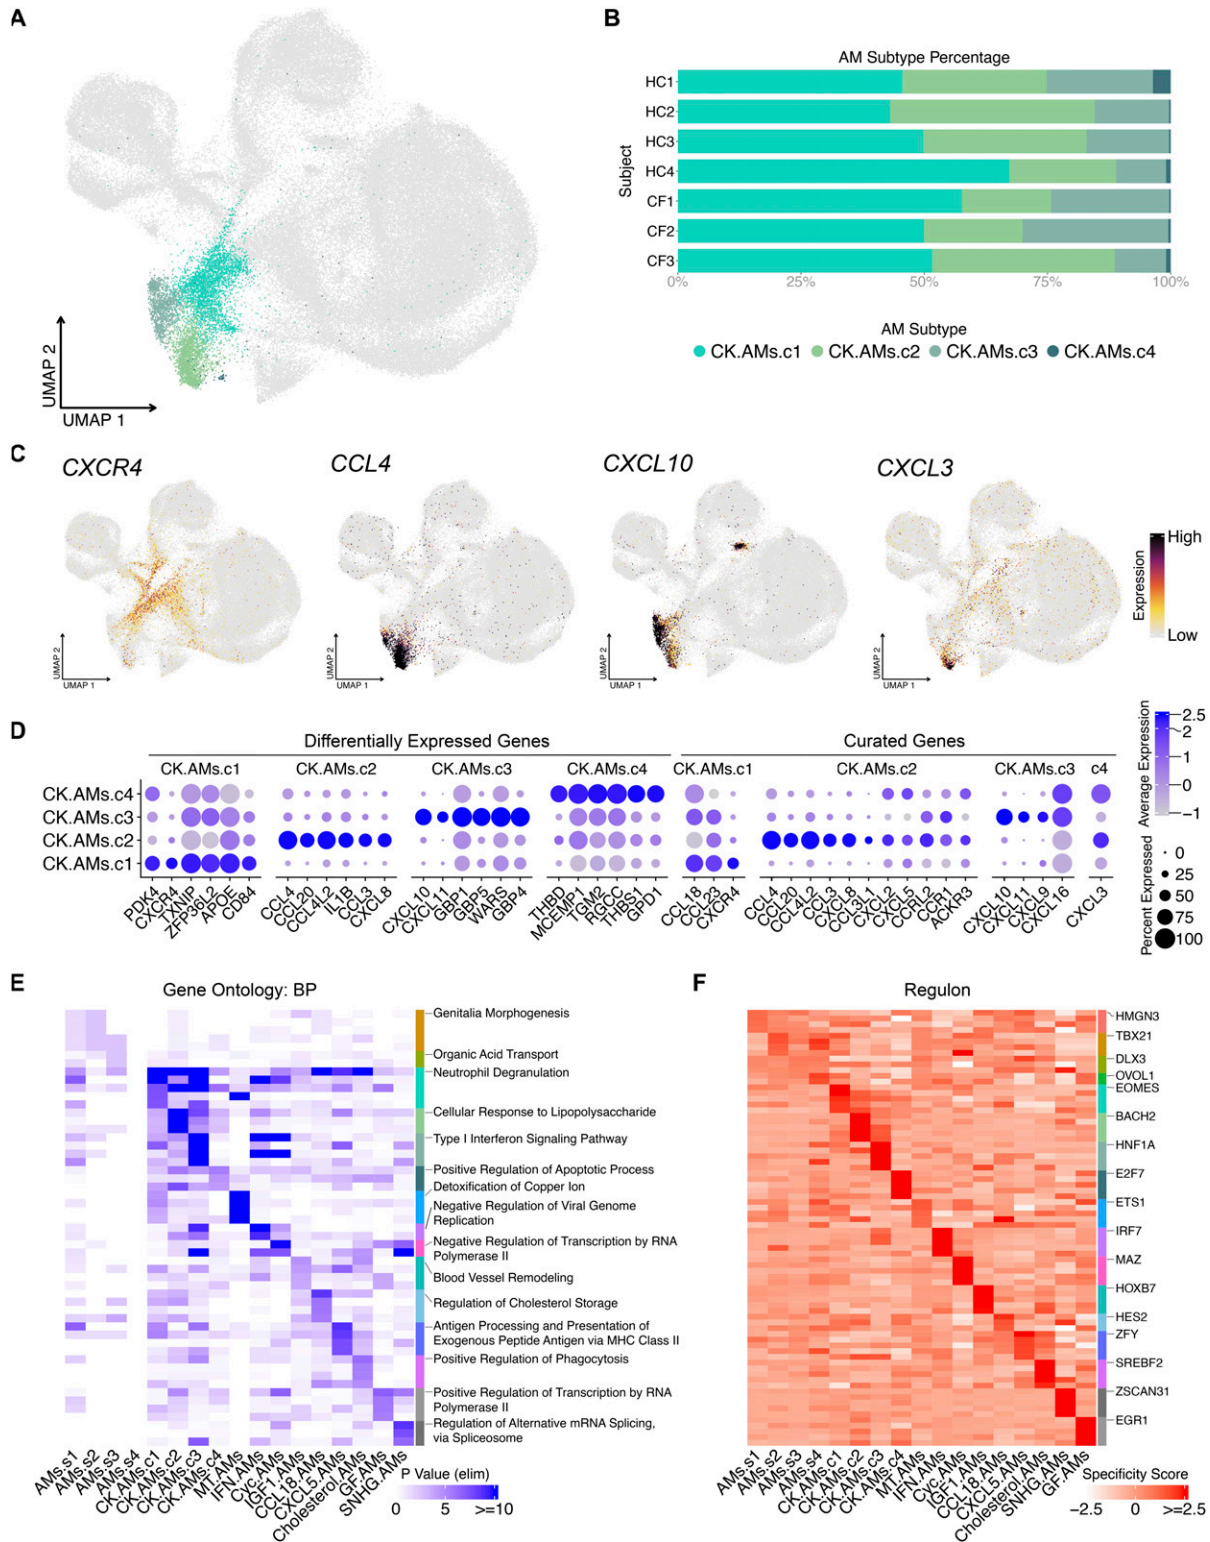 A
UMAP 2
UMAP 1
B
AM Subtype Percentage
Subject
HC1
HC2
HC3
HC4
CF1
CF2
CF3
0% 25% 50% 75% 100%
AM Subtype
CK.AMs.c1 CK.AMs.c2 CK.AMs.c3 CK.AMs.c4
C
CXCR4 CCL4 CXCL10 CXCL3
UMAP 2 UMAP 2 UMAP 2 UMAP 2
UMAP 1 UMAP 1 UMAP 1 UMAP 1
Expression
High
Low
D
Differentially Expressed Genes Curated Genes
CK.AMs.c1 CK.AMs.c2 CK.AMs.c3 CK.AMs.c4 CK.AMs.c1 CK.AMs.c2 CK.AMs.c3 c4
CK.AMs.c4
CK.AMs.c3
CK.AMs.c2
CK.AMs.c1
PDK4 CXCR4 TXNIP ZFP36L2 APOE CD84 CCL4 CCL20 CCL4L2 IL1B CCL3 CXCL8 CXCL10 CXCL11 GBP1 GBP5 WARS GBP4 THBD MCEMP1 TGM2 RGCC THBS1 GPD1 CCL18 CCL23 CXCR4 CCL4 CCL20 CCL4L2 CCL3 CXCL8 CCL3L1 CXCL2 CXCL5 CCRL2 CCR1 ACKR3 CXCL10 CXCL11 CXCL9 CXCL16 CXCL3
Average Expression
2.5
2
1
0
−1
Percent Expressed
0
25
50
75
100
E
Gene Ontology: BP
Genitalia Morphogenesis
Organic Acid Transport
Neutrophil Degranulation
Cellular Response to Lipopolysaccharide
Type I Interferon Signaling Pathway
Positive Regulation of Apoptotic Process
Detoxification of Copper Ion
Negative Regulation of Viral Genome
Replication
Negative Regulation of Transcription by RNA
Polymerase II
Blood Vessel Remodeling
Regulation of Cholesterol Storage
Antigen Processing and Presentation of
Exogenous Peptide Antigen via MHC Class II
Positive Regulation of Phagocytosis
Positive Regulation of Transcription by RNA
Polymerase II
Regulation of Alternative mRNA Splicing,
via Spliceosome
AMs.s1 AMs.s2 AMs.s3 AMs.s4 CK.AMs.c1 CK.AMs.c2 CK.AMs.c3 CK.AMs.c4 MT.AMs IFN.AMs Cyc.AMs IGF1.AMs CCL18.AMs CXCL5.AMs Cholesterol.AMs GF.AMs SNHG.AMs
P Value (elim)
0 5 >=10
F
Regulon
HMGN3
TBX21
DLX3
OVOL1
EOMES
BACH2
HNF1A
E2F7
ETS1
IRF7
MAZ
HOXB7
HES2
ZFY
SREBF2
ZSCAN31
EGR1
AMs.s1 AMs.s2 AMs.s3 AMs.s4 CK.AMs.c1 CK.AMs.c2 CK.AMs.c3 CK.AMs.c4 MT.AMs IFN.AMs Cyc.AMs IGF1.AMs CCL18.AMs CXCL5.AMs Cholesterol.AMs SNHG.AMs GF.AMs
Specificity Score
−2.5 0 >=2.5